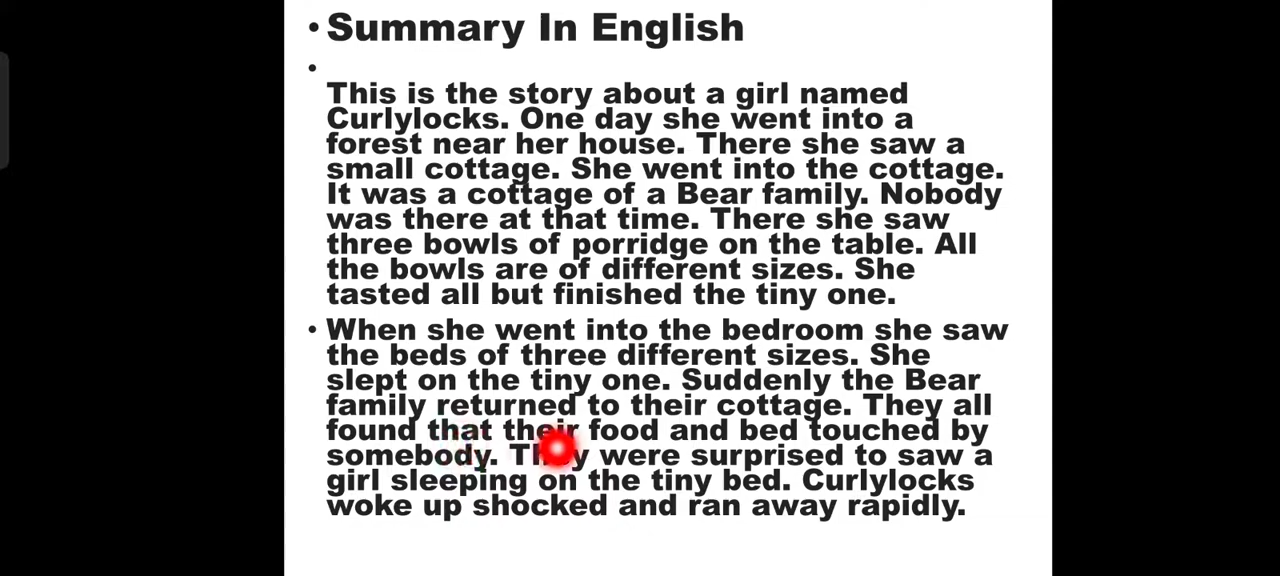 • Summary In English
•
This is the story about a girl named
Curlylocks. One day she went into a
forest near her house. There she saw a
small cottage. She went into the cottage.
It was a cottage of a Bear family. Nobody
was there at that time. There she saw
three bowls of porridge on the table. All
the bowls are of different sizes. She
tasted all but finished the tiny one.
• When she went into the bedroom she saw
the beds of three different sizes. She
slept on the tiny one. Suddenly the Bear
family returned to their cottage. They all
found that their food and bed touched by
somebody. They were surprised to saw a
girl sleeping on the tiny bed. Curlylocks
woke up shocked and ran away rapidly.